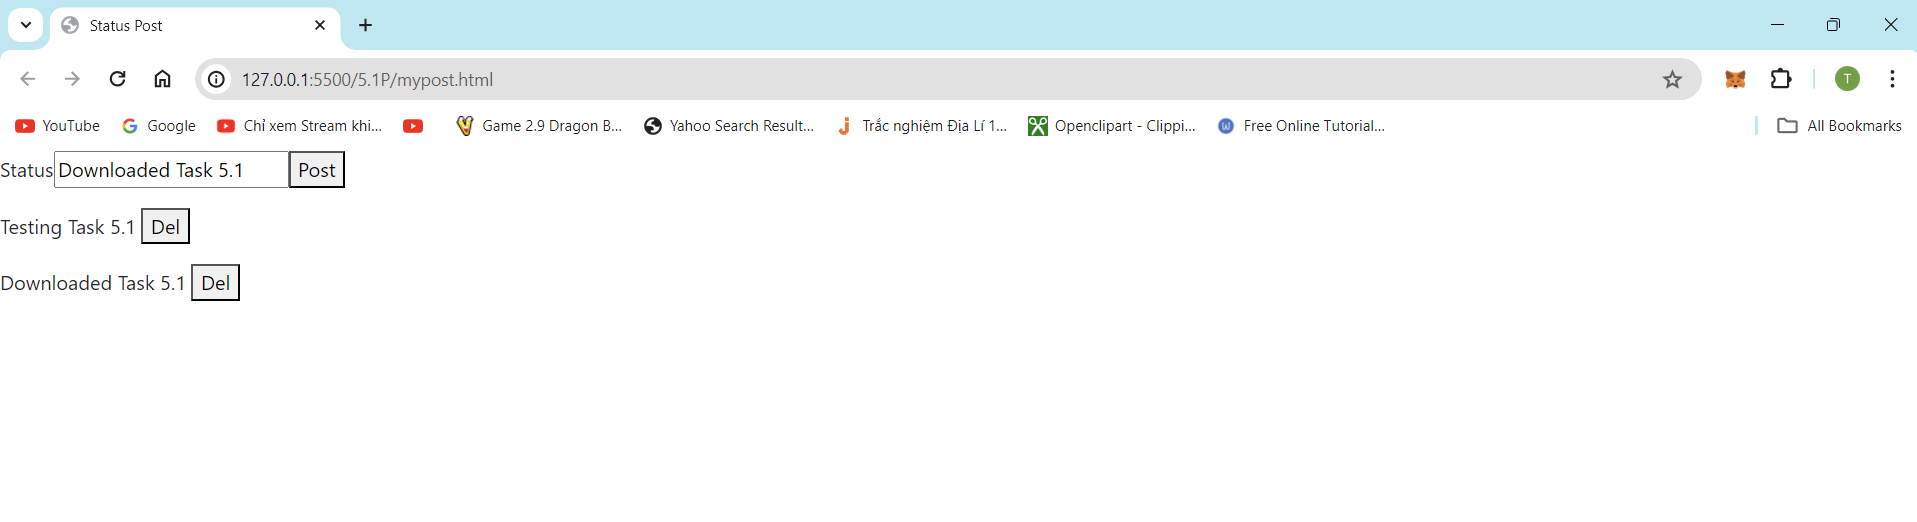 Status Post
127.0.0.1:5500/5.1P/mypost.html
T
YouTube Google Chỉ xem Stream khi... Game 2.9 Dragon B... Yahoo Search Result... Trắc nghiệm Địa Lí 1... Openclipart - Clippi... Free Online Tutorial... All Bookmarks
Status Downloaded Task 5.1 Post
Testing Task 5.1 Del
Downloaded Task 5.1 Del